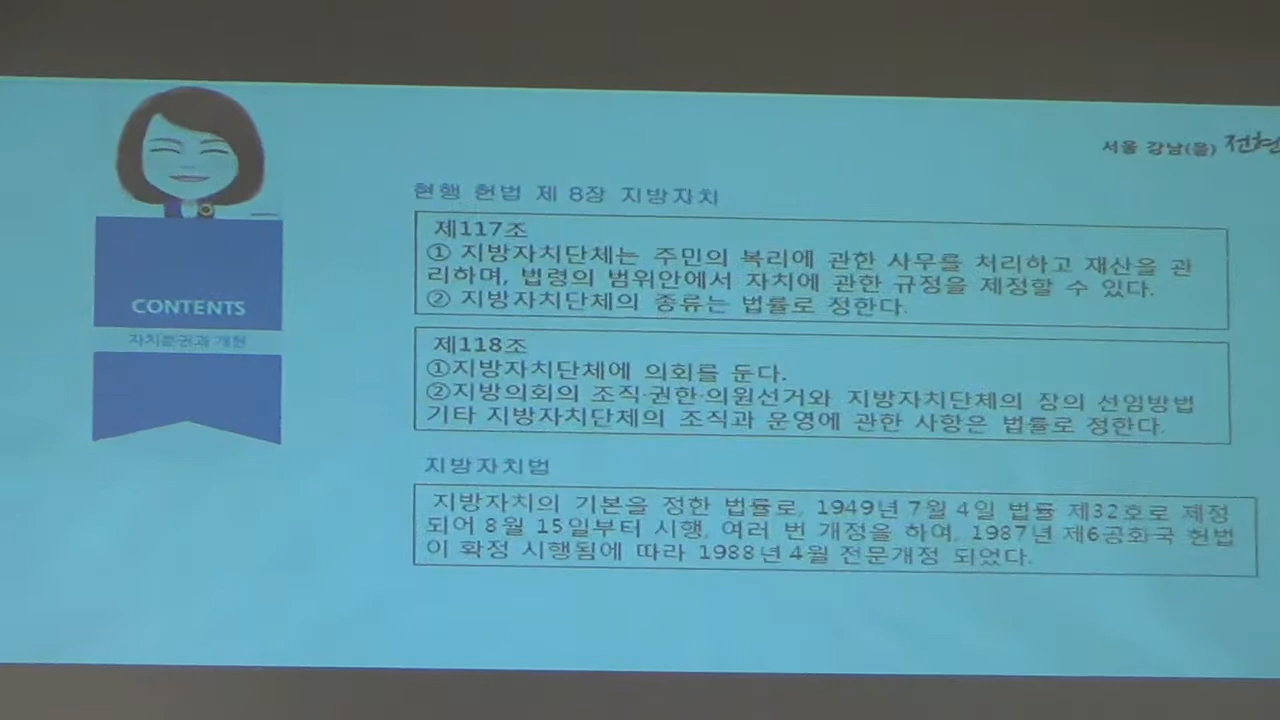 서울 강남(을) 전현
CONTENTS
자치분권과 개헌
현행 헌법 제 8장 지방자치
제117조
① 지방자치단체는 주민의 복리에 관한 사무를 처리하고 재산을 관
리하며, 법령의 범위안에서 자치에 관한 규정을 제정할 수 있다.
② 지방자치단체의 종류는 법률로 정한다.
제118조
①지방자치단체에 의회를 둔다.
②지방의회의 조직·권한·의원선거와 지방자치단체의 장의 선임방법
기타 지방자치단체의 조직과 운영에 관한 사항은 법률로 정한다.
지방자치법
지방자치의 기본을 정한 법률로, 1949년 7월 4일 법률 제32호로 제정
되어 8월 15일부터 시행, 여러 번 개정을 하여, 1987년 제6공화국 헌법
이 확정 시행됨에 따라 1988년 4월 전문개정 되었다.